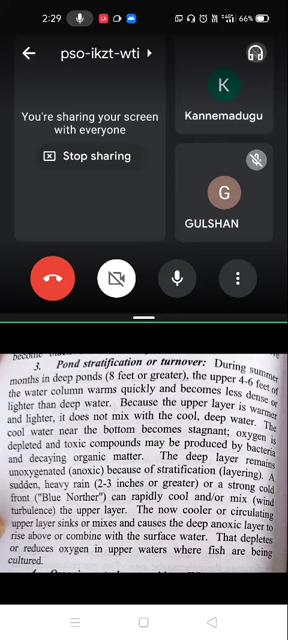 2:29
66%
pso-ikzt-wti
You're sharing your screen
with everyone
Stop sharing
K
Kannemadugu
G
GULSHAN
3. Pond stratification or turnover: During summer
months in deep ponds (8 feet or greater), the upper 4-6 feet of
the water column warms quickly and becomes less dense or
lighter than deep water. Because the upper layer is warmer
and lighter, it does not mix with the cool, deep water. The
cool water near the bottom becomes stagnant; oxygen is
depleted and toxic compounds may be produced by bacteria
and decaying organic matter. The deep layer remains
unoxygenated (anoxic) because of stratification (layering). A
sudden, heavy rain (2-3 inches or greater) or a strong cold
front ("Blue Norther") can rapidly cool and/or mix (wind
turbulence) the upper layer. The now cooler or circulating
upper layer sinks or mixes and causes the deep anoxic layer to
rise above or combine with the surface water. That depletes
or reduces oxygen in upper waters where fish are being
cultured.